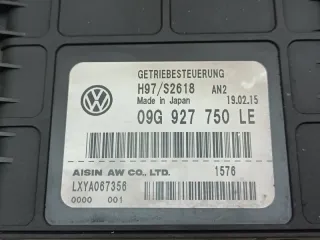 GETRIEBESTEUERUNG
H97/S2618 AN2
Made in Japan 19.02.15
09G 927 750 LE
AISIN AW CO., LTD. 1576
LXYA067356
0000 001